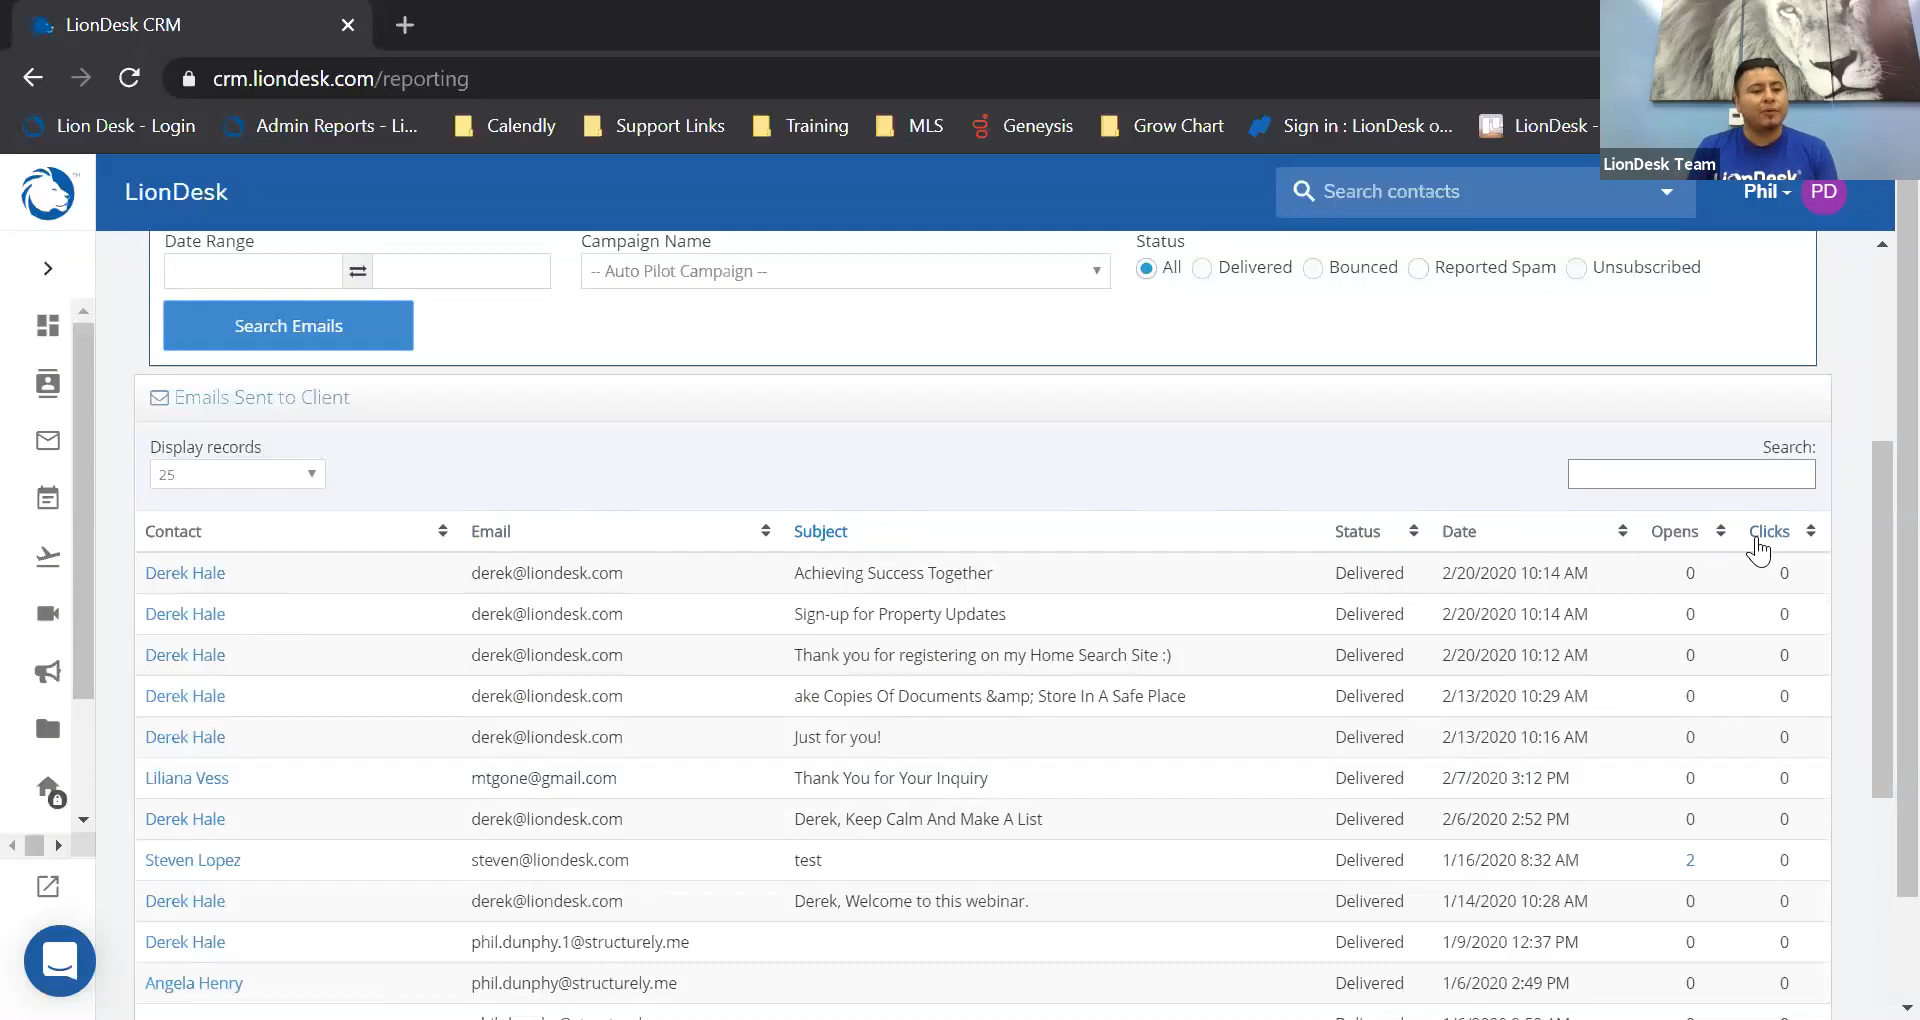 LionDesk CRM
crm.liondesk.com/reporting
Lion Desk - Login
Admin Reports - Li...
Calendly
Support Links
Training
MLS
Geneysis
Grow Chart
Sign in : LionDesk o...
LionDesk -
LionDesk Team
LionDesk
Search contacts
Phil
PD
Date Range
Campaign Name
Status
-- Auto Pilot Campaign --
All
Delivered
Bounced
Reported Spam
Unsubscribed
Search Emails
Emails Sent to Client
Display records
Search:
25
Contact Email Subject Status Date Opens Clicks
Derek Hale derek@liondesk.com Achieving Success Together Delivered 2/20/2020 10:14 AM 0 0
Derek Hale derek@liondesk.com Sign-up for Property Updates Delivered 2/20/2020 10:14 AM 0 0
Derek Hale derek@liondesk.com Thank you for registering on my Home Search Site :) Delivered 2/20/2020 10:12 AM 0 0
Derek Hale derek@liondesk.com ake Copies Of Documents &amp; Store In A Safe Place Delivered 2/13/2020 10:29 AM 0 0
Derek Hale derek@liondesk.com Just for you! Delivered 2/13/2020 10:16 AM 0 0
Liliana Vess mtgone@gmail.com Thank You for Your Inquiry Delivered 2/7/2020 3:12 PM 0 0
Derek Hale derek@liondesk.com Derek, Keep Calm And Make A List Delivered 2/6/2020 2:52 PM 0 0
Steven Lopez steven@liondesk.com test Delivered 1/16/2020 8:32 AM 2 0
Derek Hale derek@liondesk.com Derek, Welcome to this webinar. Delivered 1/14/2020 10:28 AM 0 0
Derek Hale phil.dunphy.1@structurely.me Delivered 1/9/2020 12:37 PM 0 0
Angela Henry phil.dunphy@structurely.me Delivered 1/6/2020 2:49 PM 0 0